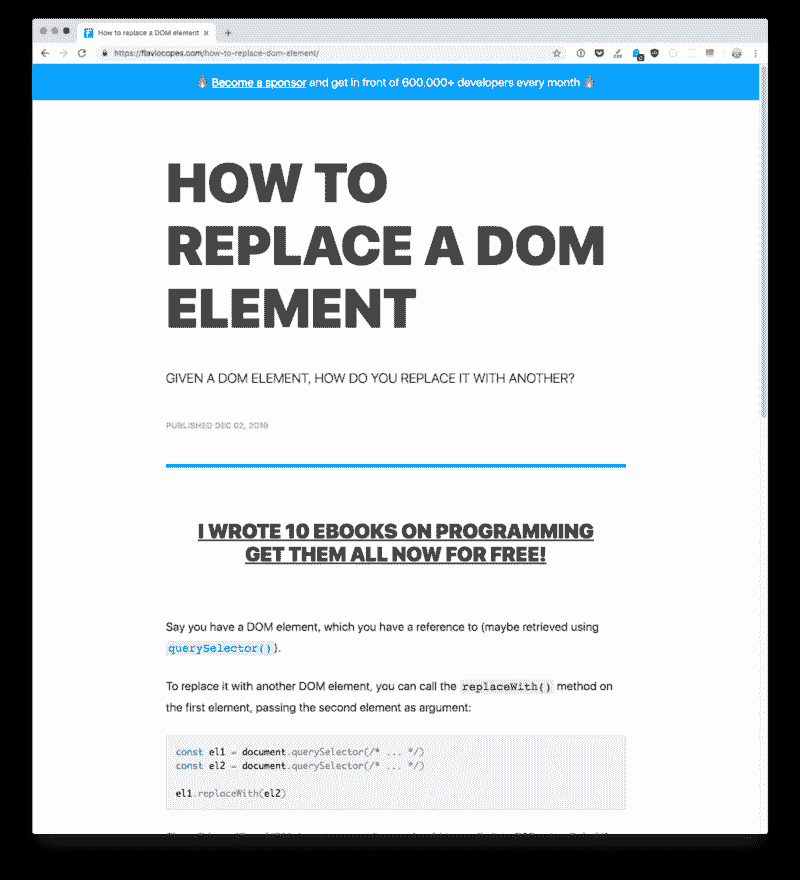 How to replace a DOM element
https://flaviocopes.com/how-to-replace-dom-element/
Become a sponsor and get in front of 600.000+ developers every month
HOW TO
REPLACE A DOM
ELEMENT
GIVEN A DOM ELEMENT, HOW DO YOU REPLACE IT WITH ANOTHER?
PUBLISHED DEC 02, 2018
I WROTE 10 EBOOKS ON PROGRAMMING
GET THEM ALL NOW FOR FREE!
Say you have a DOM element, which you have a reference to (maybe retrieved using
querySelector()).
To replace it with another DOM element, you can call the replaceWith() method on
the first element, passing the second element as argument:
const el1 = document.querySelector(/* ... */)
const el2 = document.querySelector(/* ... */)
el1.replaceWith(el2)